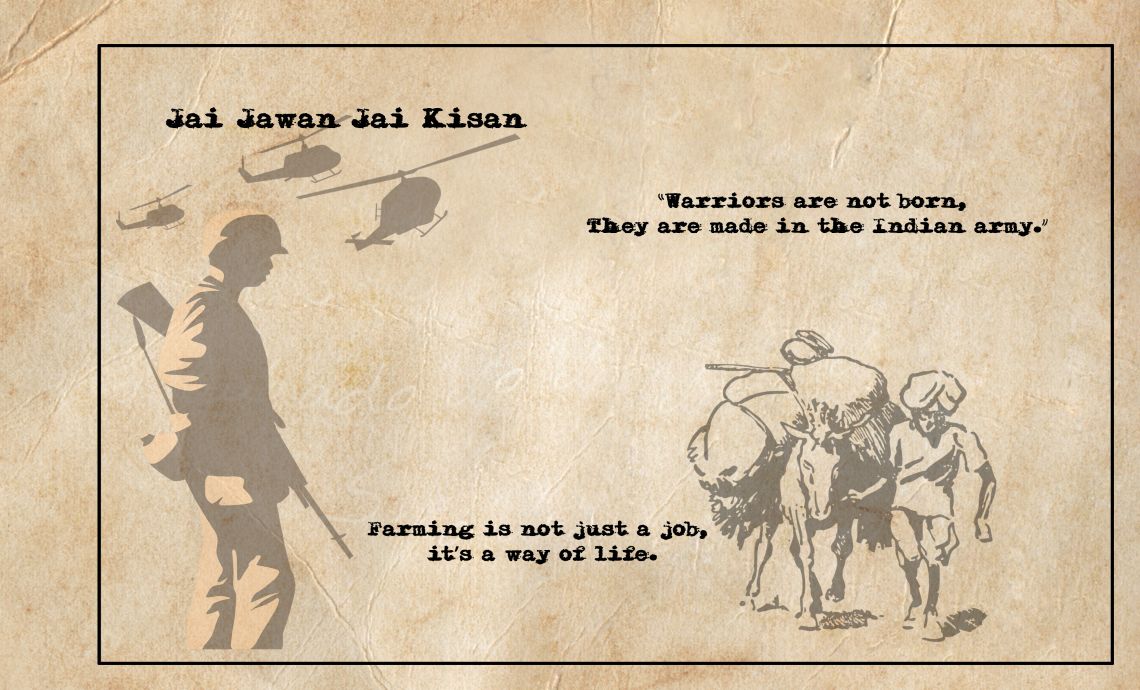 Jai Jawan Jai Kisan
“Warriors are not born,
They are made in the Indian army.”
Farming is not just a job,
it's a way of life.